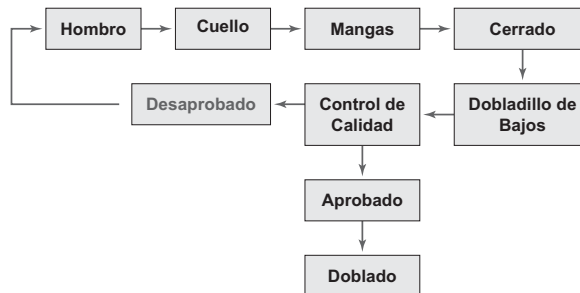 Hombro
Cuello
Mangas
Cerrado
Desaprobado
Control de
Calidad
Dobladillo de
Bajos
Aprobado
Doblado